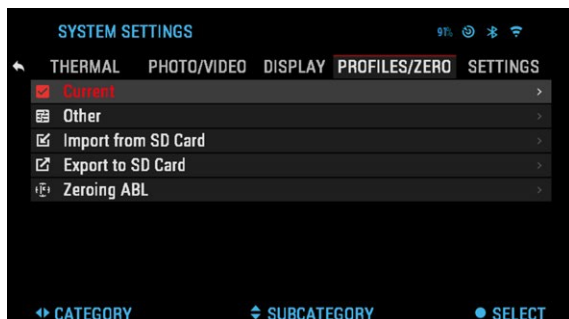 SYSTEM SETTINGS 91%
THERMAL PHOTO/VIDEO DISPLAY PROFILES/ZERO SETTINGS
Current
Other
Import from SD Card
Export to SD Card
Zeroing ABL
CATEGORY SUBCATEGORY SELECT